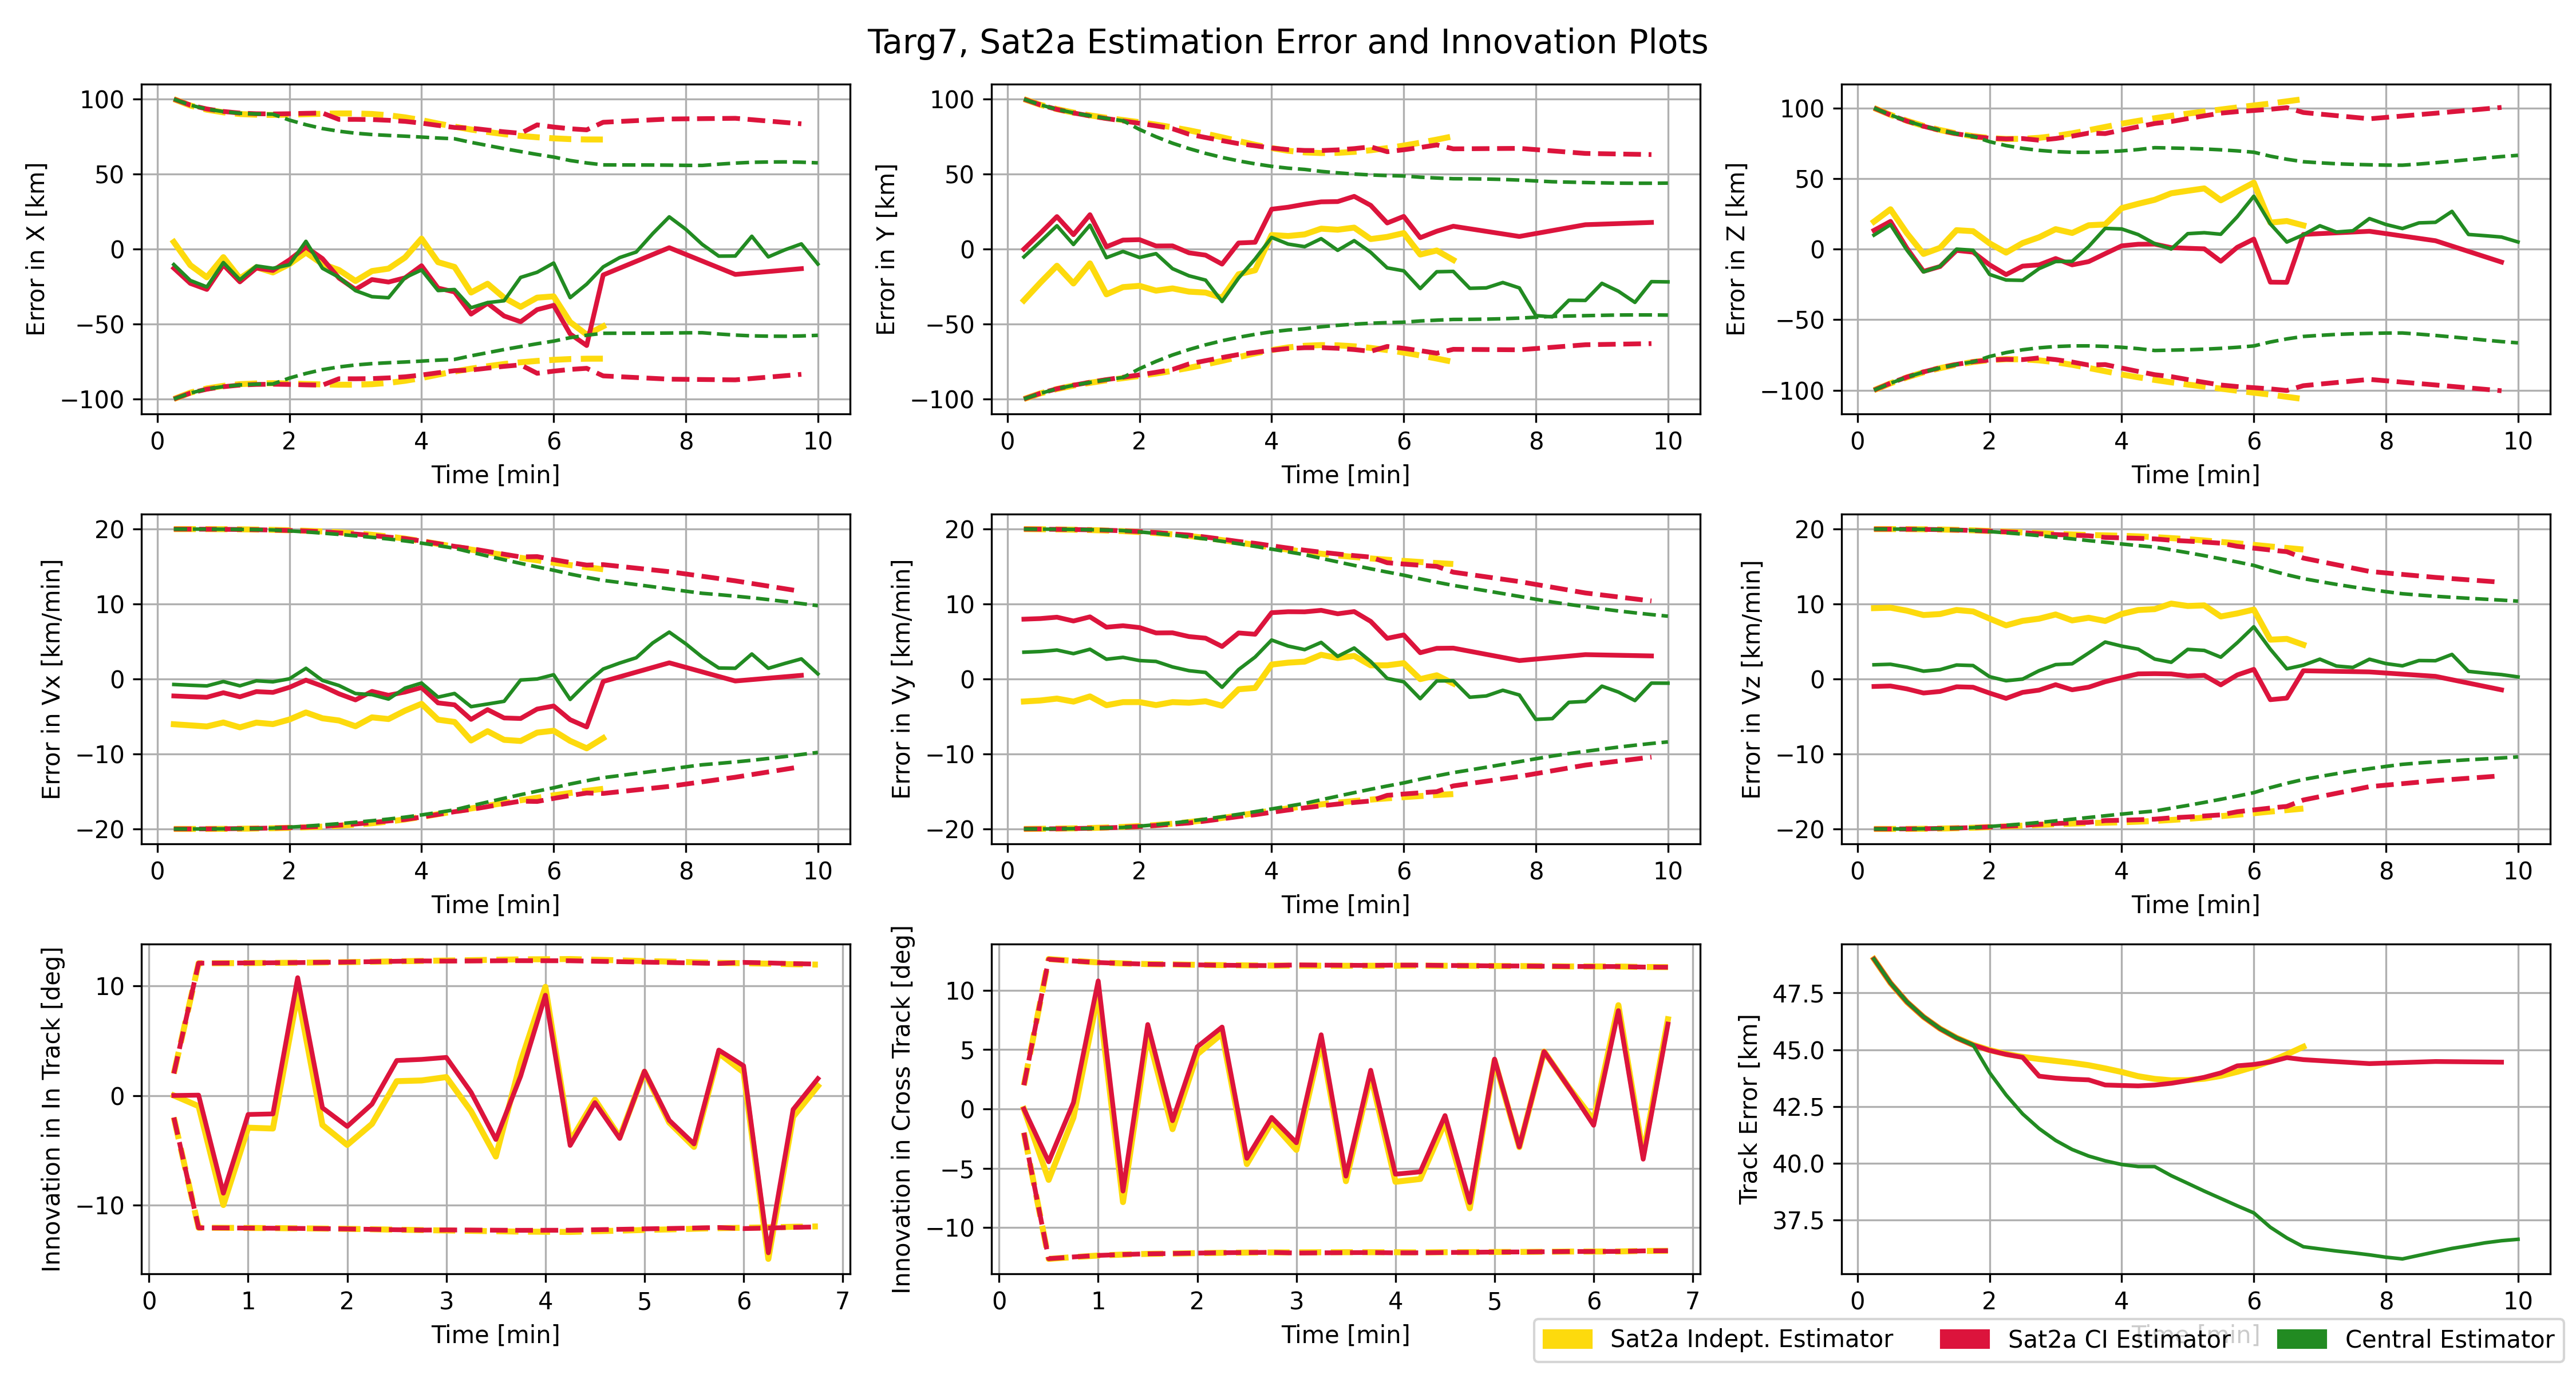 Targ7, Sat2a Estimation Error and Innovation Plots
Error in X [km]
100
50
0
−50
−100
0 2 4 6 8 10
Time [min]
Error in Y [km]
100
50
0
−50
−100
0 2 4 6 8 10
Time [min]
Error in Z [km]
100
50
0
−50
−100
0 2 4 6 8 10
Time [min]
Error in Vx [km/min]
20
10
0
−10
−20
0 2 4 6 8 10
Time [min]
Error in Vy [km/min]
20
10
0
−10
−20
0 2 4 6 8 10
Time [min]
Error in Vz [km/min]
20
10
0
−10
−20
0 2 4 6 8 10
Time [min]
Innovation in In Track [deg]
10
0
−10
0 1 2 3 4 5 6 7
Time [min]
Innovation in Cross Track [deg]
10
5
0
−5
−10
0 1 2 3 4 5 6 7
Time [min]
Track Error [km]
47.5
45.0
42.5
40.0
37.5
0 2 4 6 8 10
Time [min]
Sat2a Indept. Estimator Sat2a CI Estimator Central Estimator